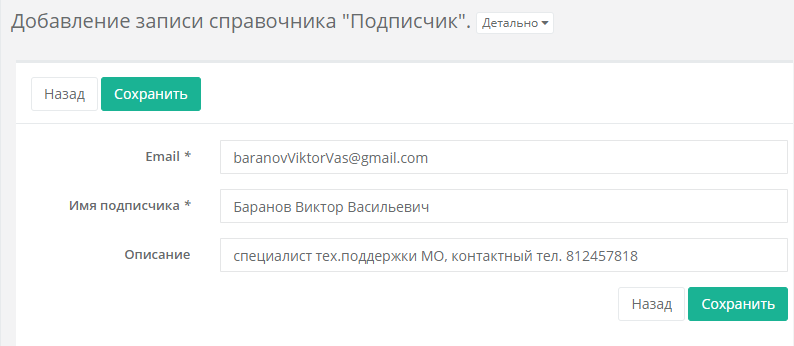 Добавление записи справочника "Подписчик". Детально
Назад Сохранить
Email * baranovViktorVas@gmail.com
Имя подписчика * Баранов Виктор Васильевич
Описание специалист тех.поддержки МО, контактный тел. 812457818
Назад Сохранить